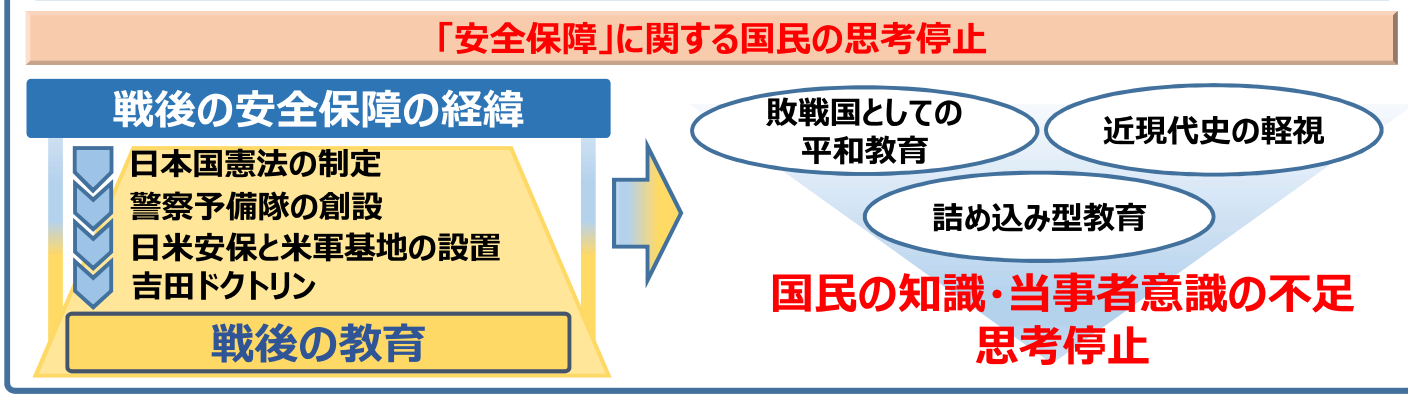 「安全保障」に関する国民の思考停止
戦後の安全保障の経緯
日本国憲法の制定
警察予備隊の創設
日米安保と米軍基地の設置
吉田ドクトリン
戦後の教育
敗戦国としての
平和教育
近現代史の軽視
詰め込み型教育
国民の知識・当事者意識の不足
思考停止